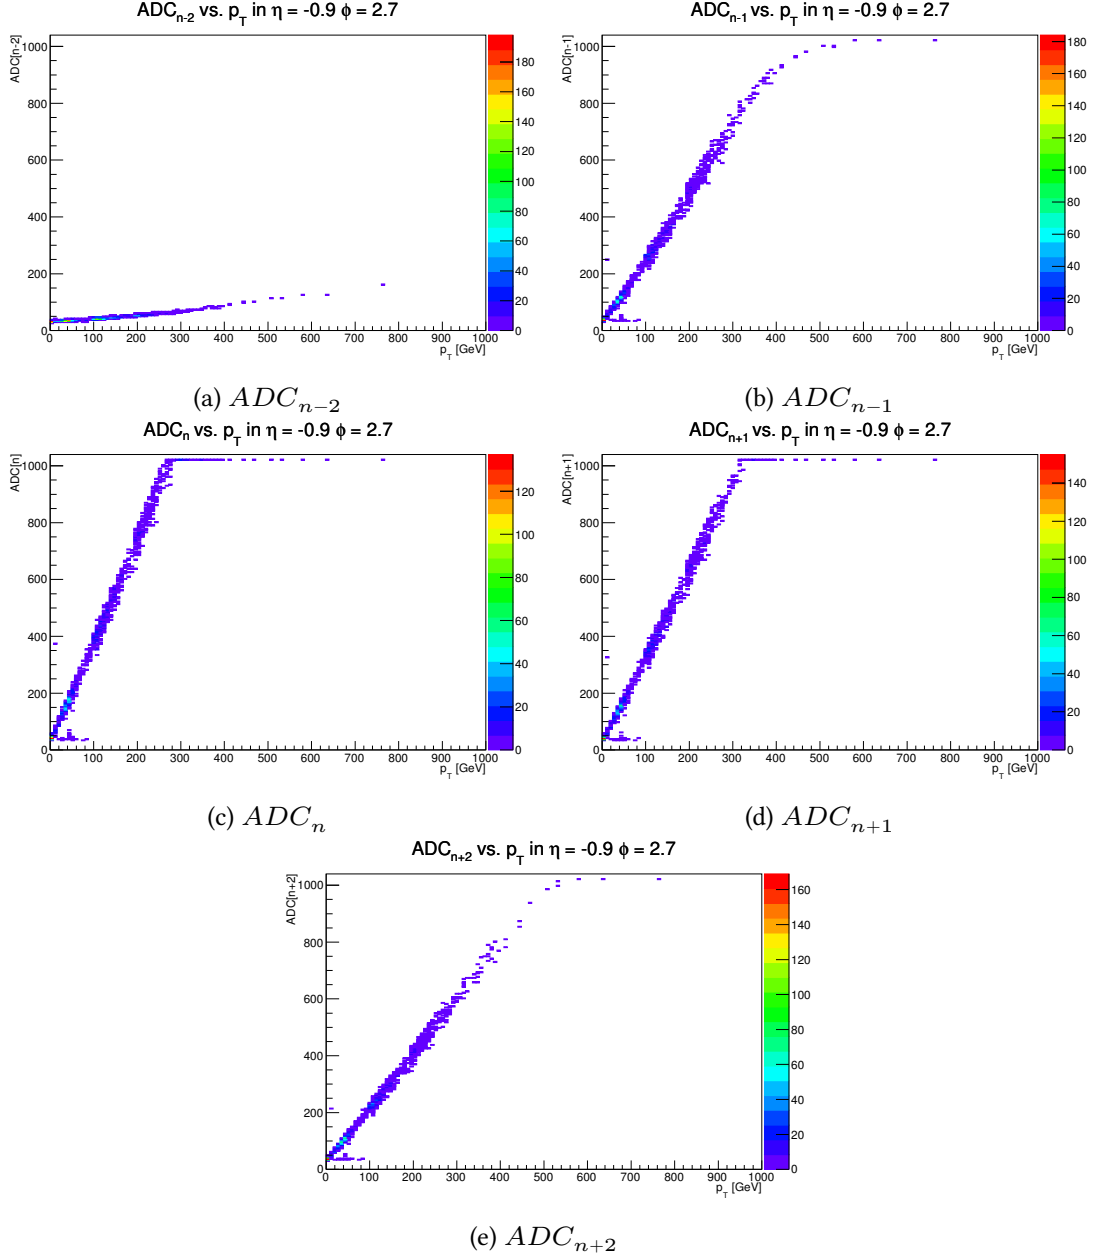 ADCn-2 vs. pT in η = -0.9 ϕ = 2.7
ADC[n-2]
1000
800
600
400
200
0
0 100 200 300 400 500 600 700 800 900 1000
pT [GeV]
180
160
140
120
100
80
60
40
20
0
(a) ADCn−2
ADCn-1 vs. pT in η = -0.9 ϕ = 2.7
ADC[n-1]
1000
800
600
400
200
0
0 100 200 300 400 500 600 700 800 900 1000
pT [GeV]
180
160
140
120
100
80
60
40
20
0
(b) ADCn−1
ADCn vs. pT in η = -0.9 ϕ = 2.7
ADC[n]
1000
800
600
400
200
0
0 100 200 300 400 500 600 700 800 900 1000
pT [GeV]
120
100
80
60
40
20
0
(c) ADCn
ADCn+1 vs. pT in η = -0.9 ϕ = 2.7
ADC[n+1]
1000
800
600
400
200
0
0 100 200 300 400 500 600 700 800 900 1000
pT [GeV]
140
120
100
80
60
40
20
0
(d) ADCn+1
ADCn+2 vs. pT in η = -0.9 ϕ = 2.7
ADC[n+2]
1000
800
600
400
200
0
0 100 200 300 400 500 600 700 800 900 1000
pT [GeV]
160
140
120
100
80
60
40
20
0
(e) ADCn+2